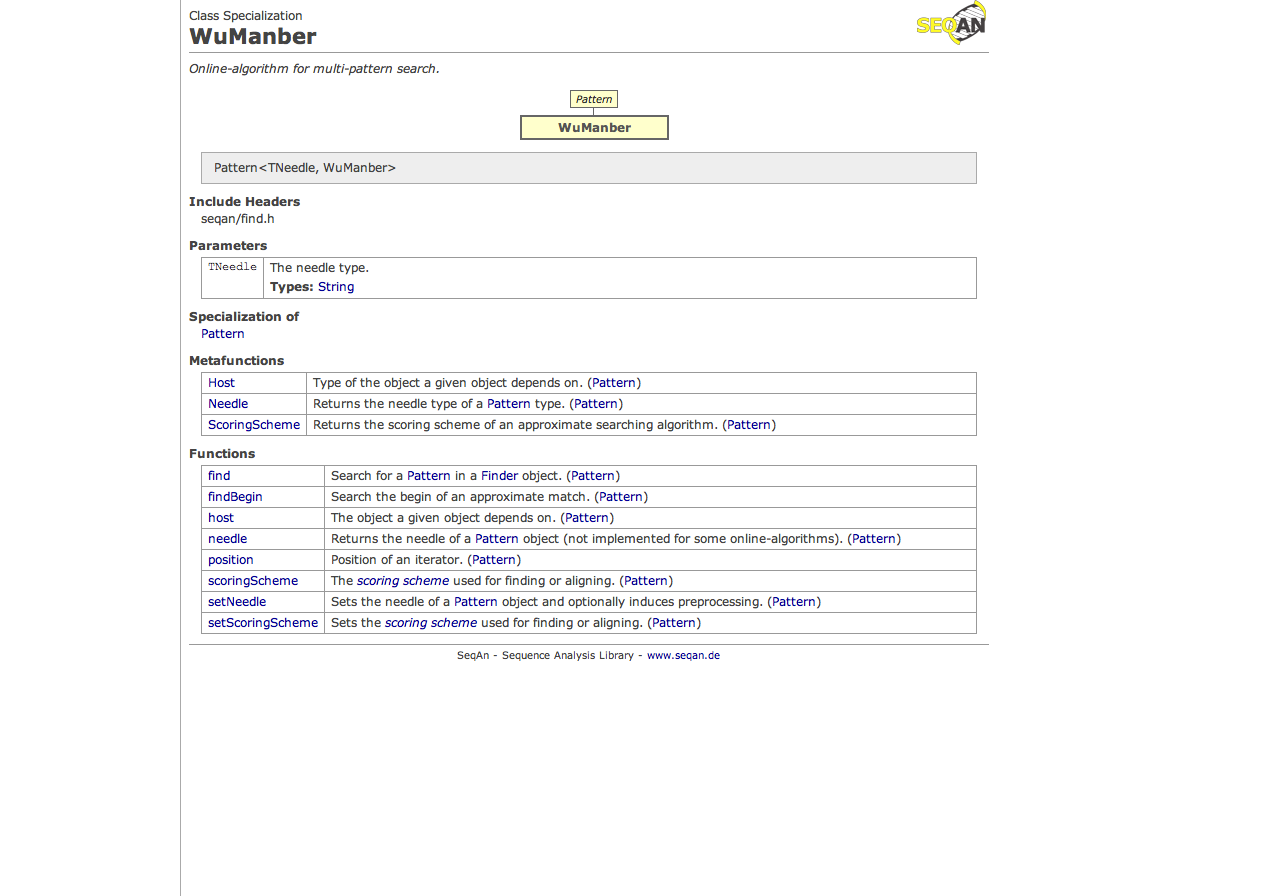 Class Specialization
WuManber
SEQAN
Online-algorithm for multi-pattern search.
Pattern
WuManber
Pattern<TNeedle, WuManber>
Include Headers
seqan/find.h
Parameters
TNeedle The needle type.
Types: String
Specialization of
Pattern
Metafunctions
Host Type of the object a given object depends on. (Pattern)
Needle Returns the needle type of a Pattern type. (Pattern)
ScoringScheme Returns the scoring scheme of an approximate searching algorithm. (Pattern)
Functions
find Search for a Pattern in a Finder object. (Pattern)
findBegin Search the begin of an approximate match. (Pattern)
host The object a given object depends on. (Pattern)
needle Returns the needle of a Pattern object (not implemented for some online-algorithms). (Pattern)
position Position of an iterator. (Pattern)
scoringScheme The scoring scheme used for finding or aligning. (Pattern)
setNeedle Sets the needle of a Pattern object and optionally induces preprocessing. (Pattern)
setScoringScheme Sets the scoring scheme used for finding or aligning. (Pattern)
SeqAn - Sequence Analysis Library - www.seqan.de